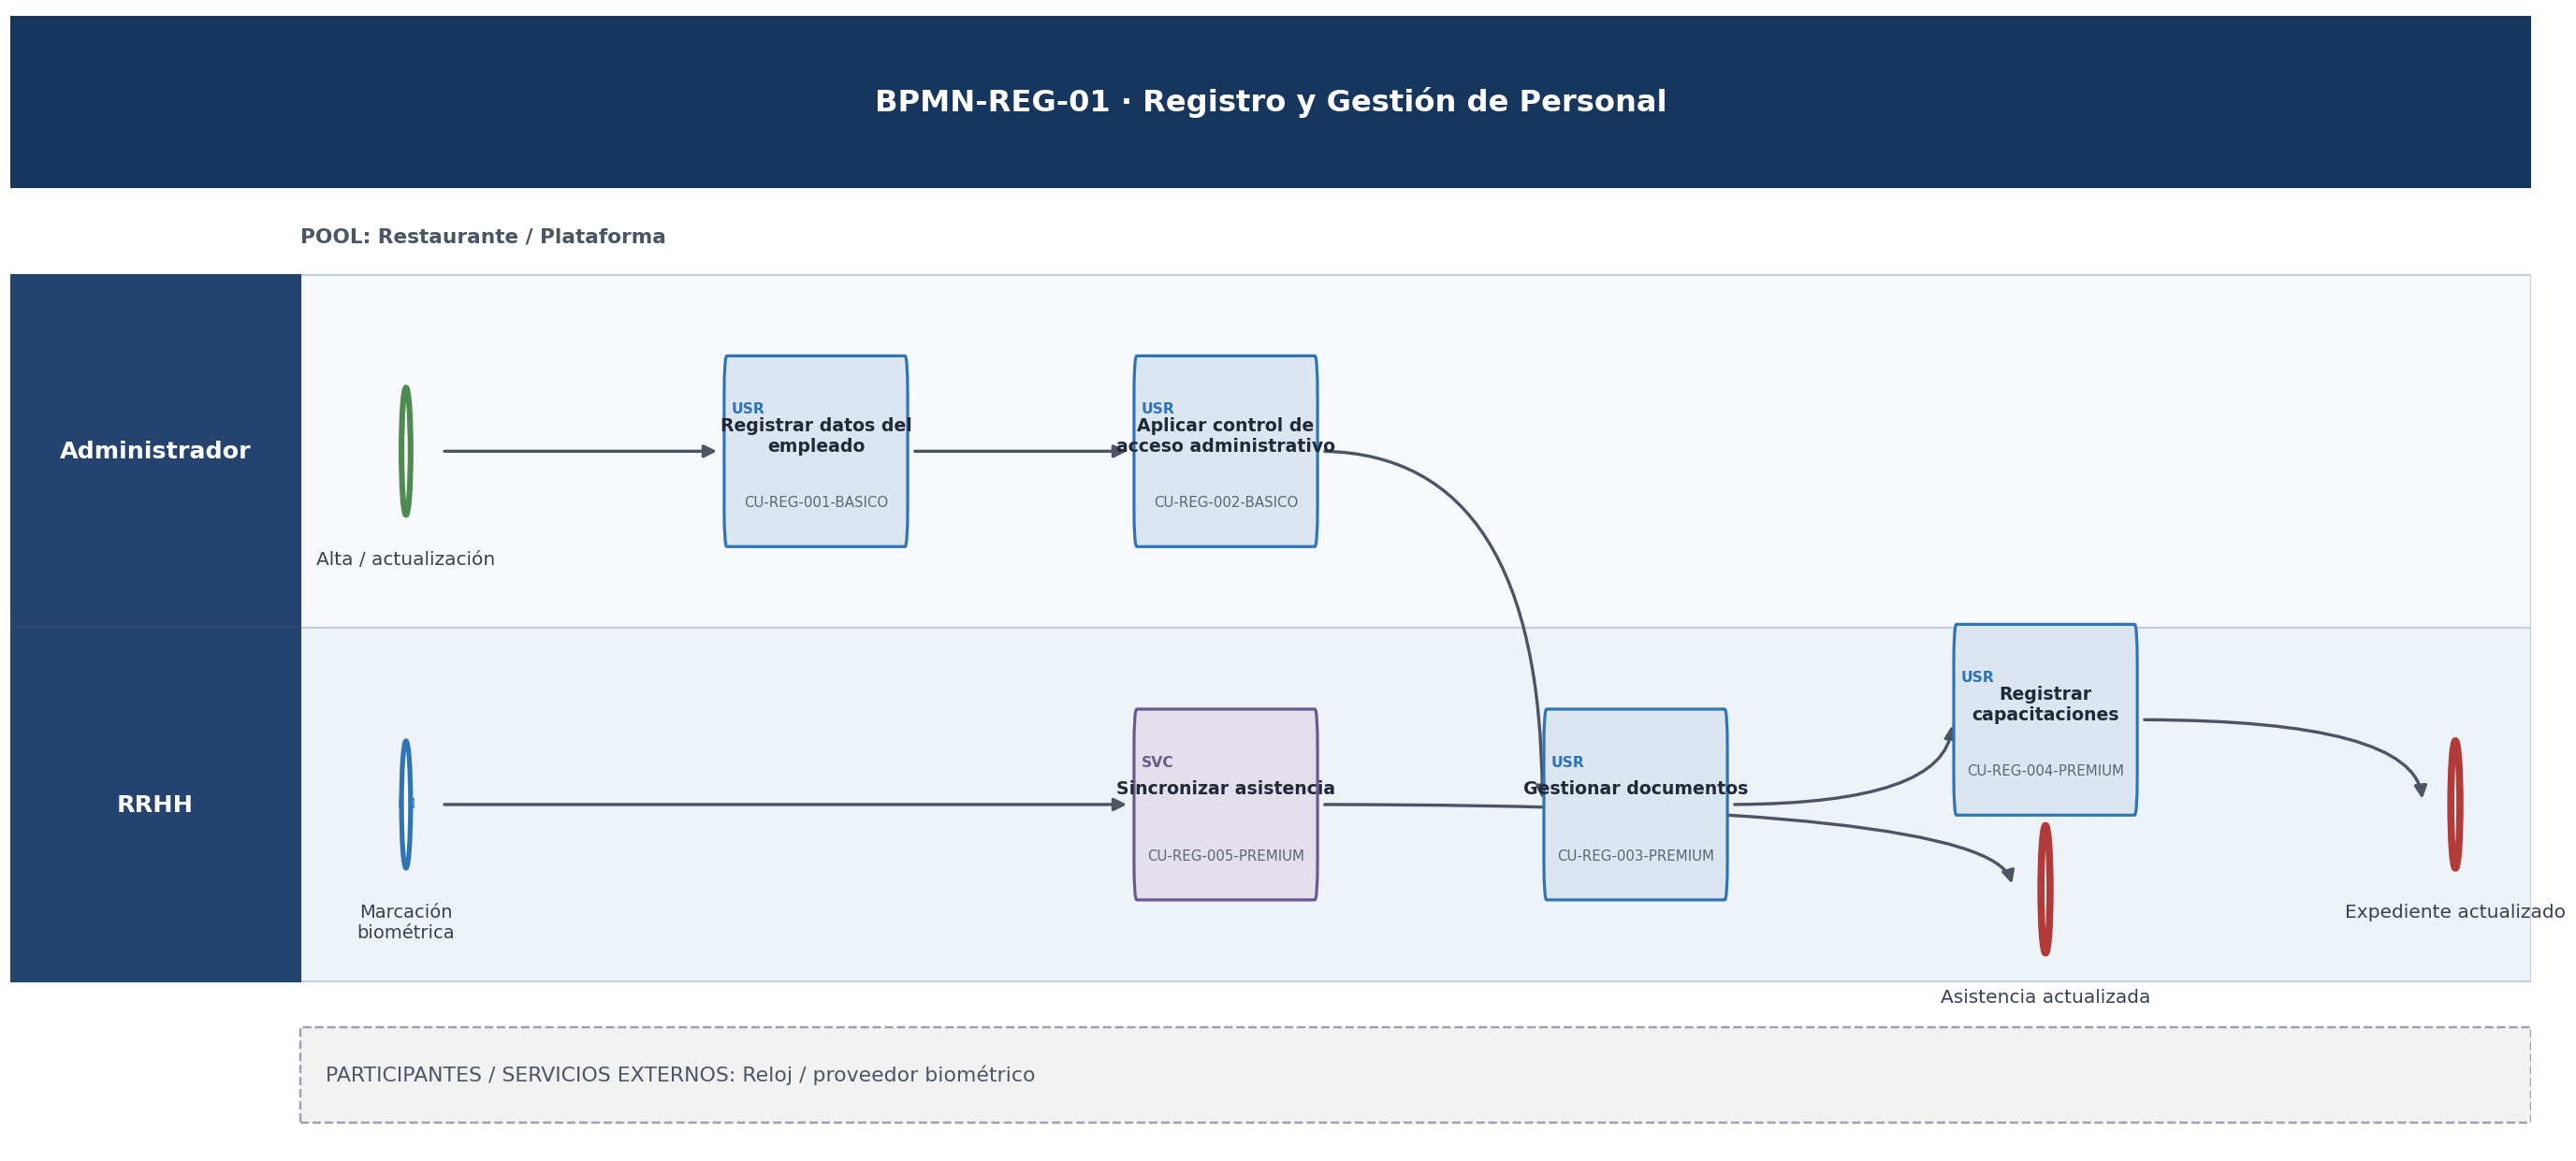 BPMN-REG-01 · Registro y Gestión de Personal
POOL: Restaurante / Plataforma
Administrador
Alta / actualización
USR
Registrar datos del
empleado
CU-REG-001-BASICO
USR
Aplicar control de
acceso administrativo
CU-REG-002-BASICO
RRHH
Marcación
biométrica
SVC
Sincronizar asistencia
CU-REG-005-PREMIUM
USR
Gestionar documentos
CU-REG-003-PREMIUM
USR
Registrar
capacitaciones
CU-REG-004-PREMIUM
Expediente actualizado
Asistencia actualizada
PARTICIPANTES / SERVICIOS EXTERNOS: Reloj / proveedor biométrico